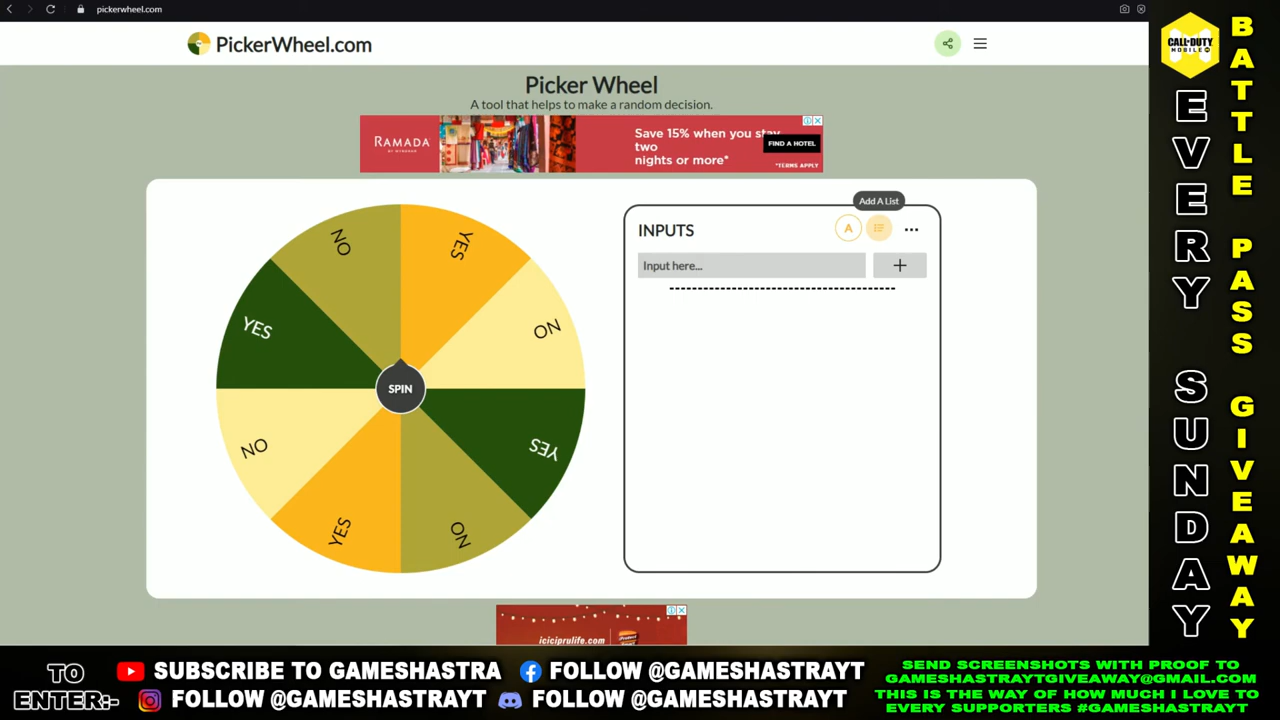 pickerwheel.com
PickerWheel.com
Picker Wheel
A tool that helps to make a random decision.
RAMADA
BY WYNDHAM
Save 15% when you stay
two
nights or more*
FIND A HOTEL
*TERMS APPLY
Add A List
INPUTS
A
Input here...
+
NO
YES
YES
NO
SPIN
NO
YES
YES
NO
iciciprulife.com
CALL OF DUTY
MOBILE
EVERY SUNDAY
BATTLE PASS GIVEAWAY
TO
ENTER:-
SUBSCRIBE TO GAMESHASTRA
FOLLOW @GAMESHASTRAYT
FOLLOW @GAMESHASTRAYT
FOLLOW @GAMESHASTRAYT
SEND SCREENSHOTS WITH PROOF TO
GAMESHASTRAYTGIVEAWAY@GMAIL.COM
THIS IS THE WAY OF HOW MUCH I LOVE TO
EVERY SUPPORTERS #GAMESHASTRAYT